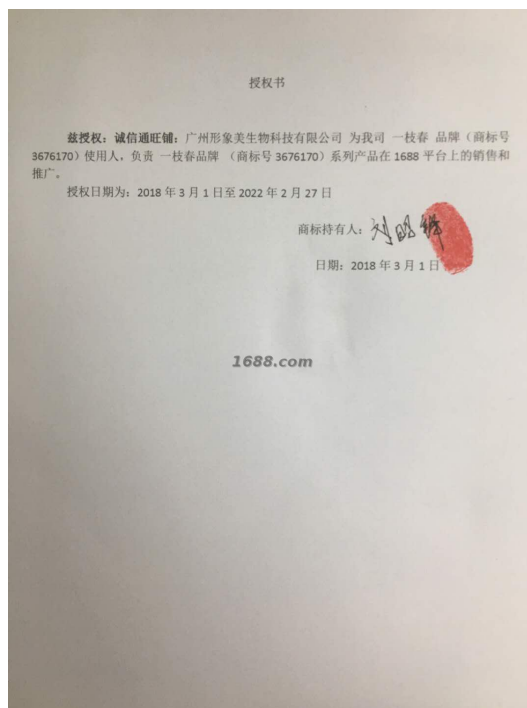 授权书
兹授权：诚信通旺铺：广州形象美生物科技有限公司 为我司 一枝春 品牌（商标号
3676170）使用人，负责 一枝春品牌 （商标号 3676170）系列产品在 1688 平台上的销售和
推广。
授权日期为：2018 年 3 月 1 日至 2022 年 2 月 27 日
商标持有人：
日期：2018 年 3 月 1 日
1688.com